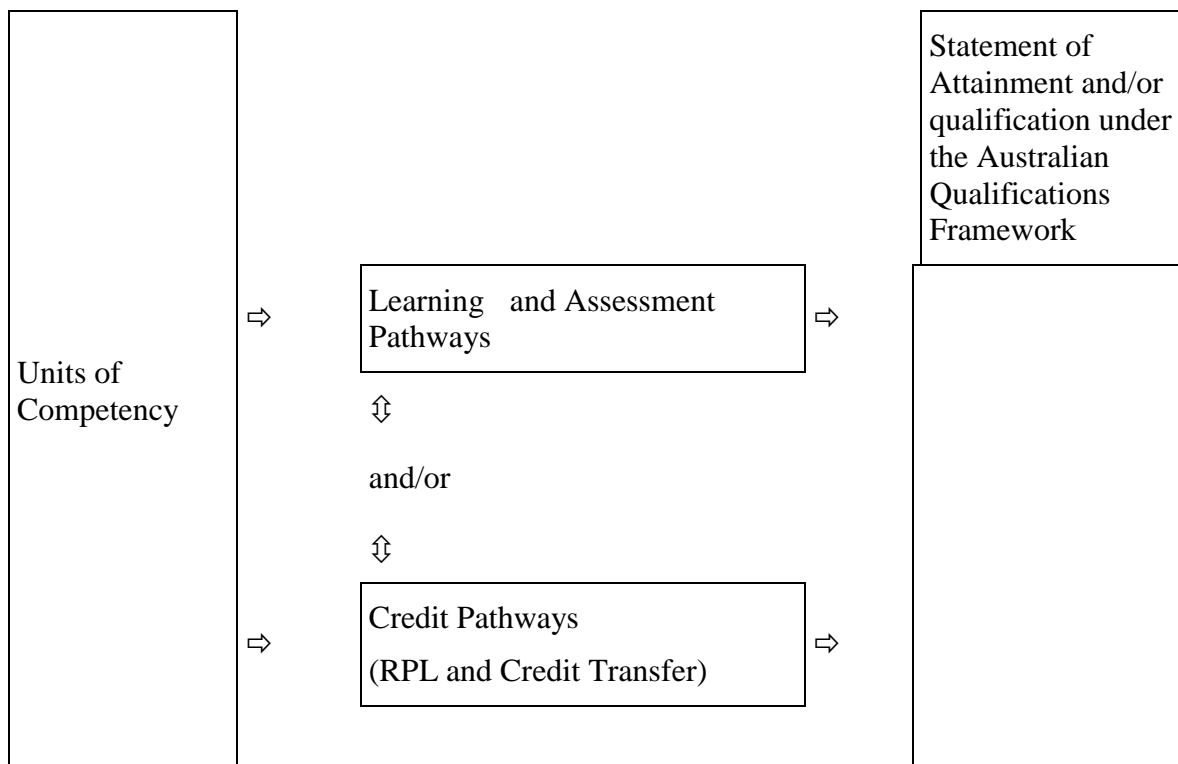 Statement of
Attainment and/or
qualification under
the Australian
Qualifications
Framework
⇨
Learning and Assessment
Pathways
⇨
Units of
Competency
⇕
and/or
⇕
⇨
Credit Pathways
(RPL and Credit Transfer)
⇨